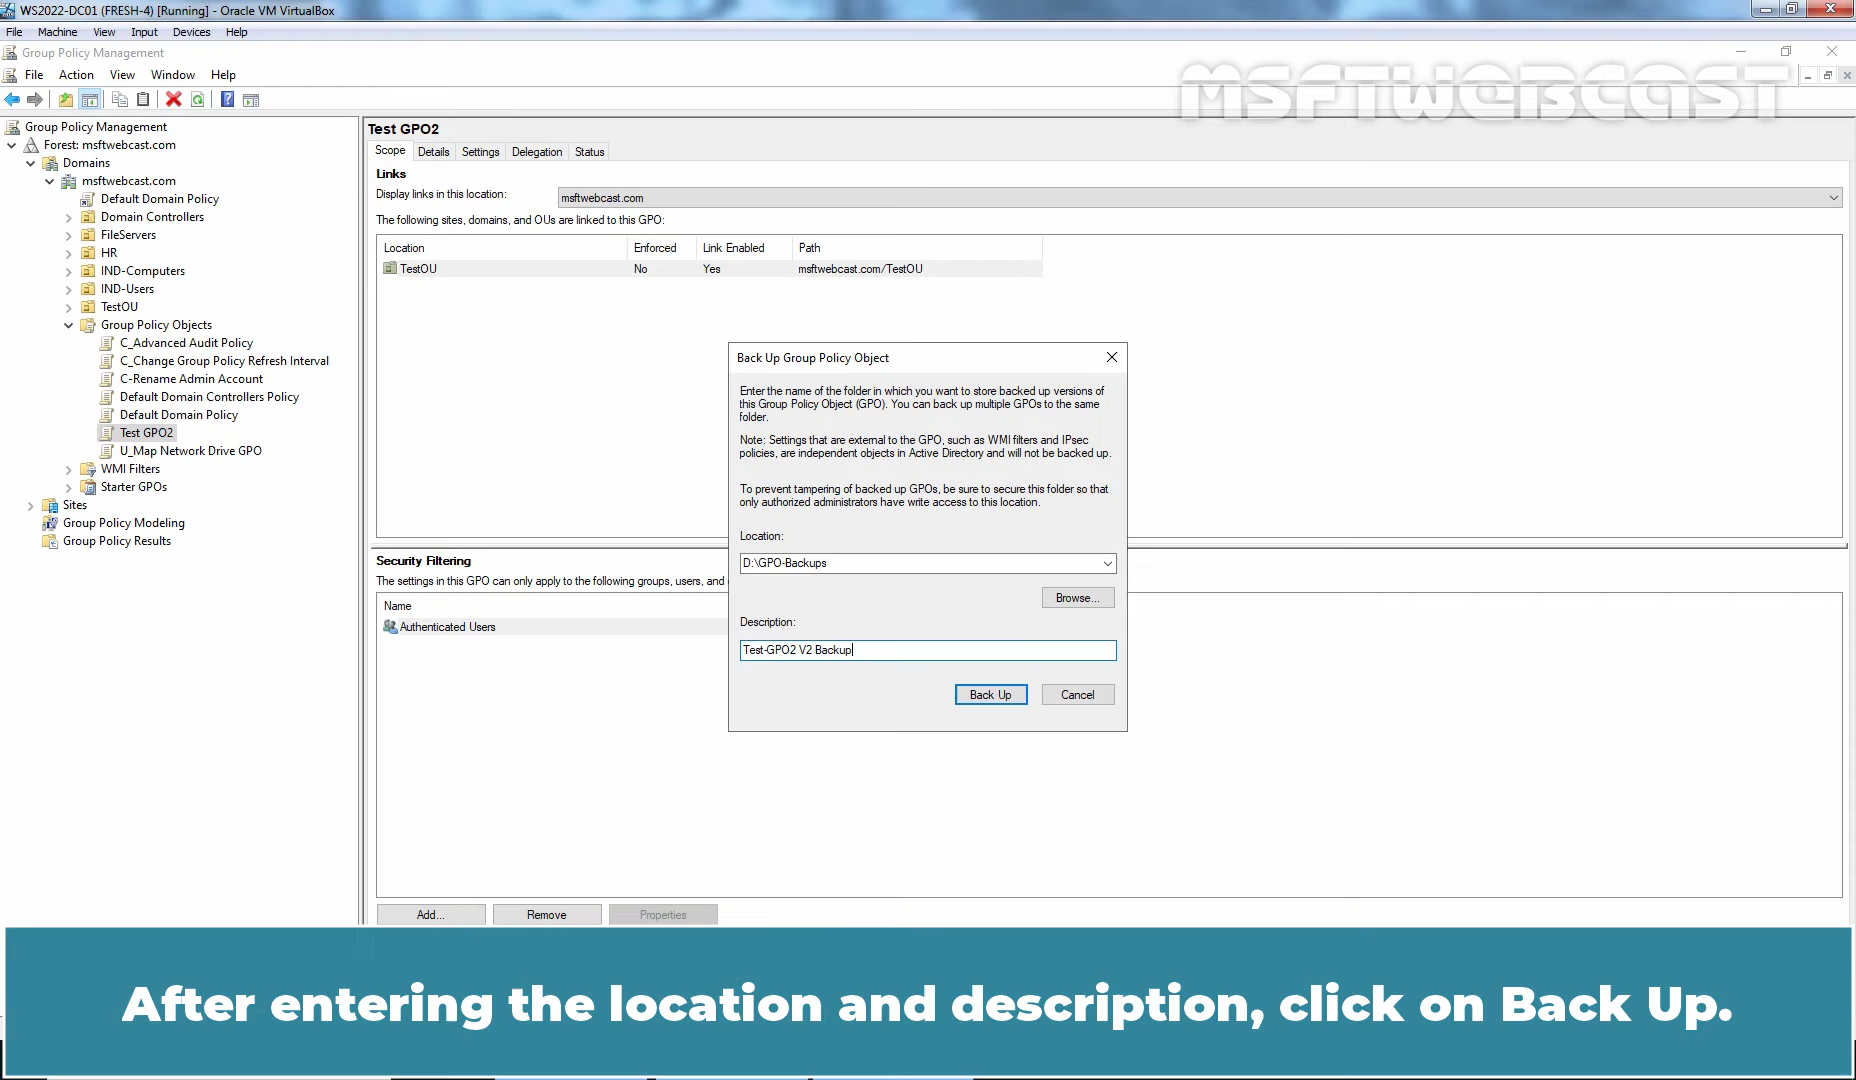 WS2022-DC01 (FRESH-4) [Running] - Oracle VM VirtualBox
File Machine View Input Devices Help
Group Policy Management
File Action View Window Help
MSFTWEBCAST
Group Policy Management
Forest: msftwebcast.com
Domains
msftwebcast.com
Default Domain Policy
Domain Controllers
FileServers
HR
IND-Computers
IND-Users
TestOU
Group Policy Objects
C_Advanced Audit Policy
C_Change Group Policy Refresh Interval
C-Rename Admin Account
Default Domain Controllers Policy
Default Domain Policy
Test GPO2
U_Map Network Drive GPO
WMI Filters
Starter GPOs
Sites
Group Policy Modeling
Group Policy Results
Test GPO2
Scope Details Settings Delegation Status
Links
Display links in this location: msftwebcast.com
The following sites, domains, and OUs are linked to this GPO:
Location Enforced Link Enabled Path
TestOU No Yes msftwebcast.com/TestOU
Security Filtering
The settings in this GPO can only apply to the following groups, users, and
Name
Authenticated Users
Add... Remove Properties
Back Up Group Policy Object
Enter the name of the folder in which you want to store backed up versions of
this Group Policy Object (GPO). You can back up multiple GPOs to the same
folder.
Note: Settings that are external to the GPO, such as WMI filters and IPsec
policies, are independent objects in Active Directory and will not be backed up.
To prevent tampering of backed up GPOs, be sure to secure this folder so that
only authorized administrators have write access to this location.
Location:
D:\GPO-Backups
Browse...
Description:
Test-GPO2 V2 Backup
Back Up Cancel
After entering the location and description, click on Back Up.